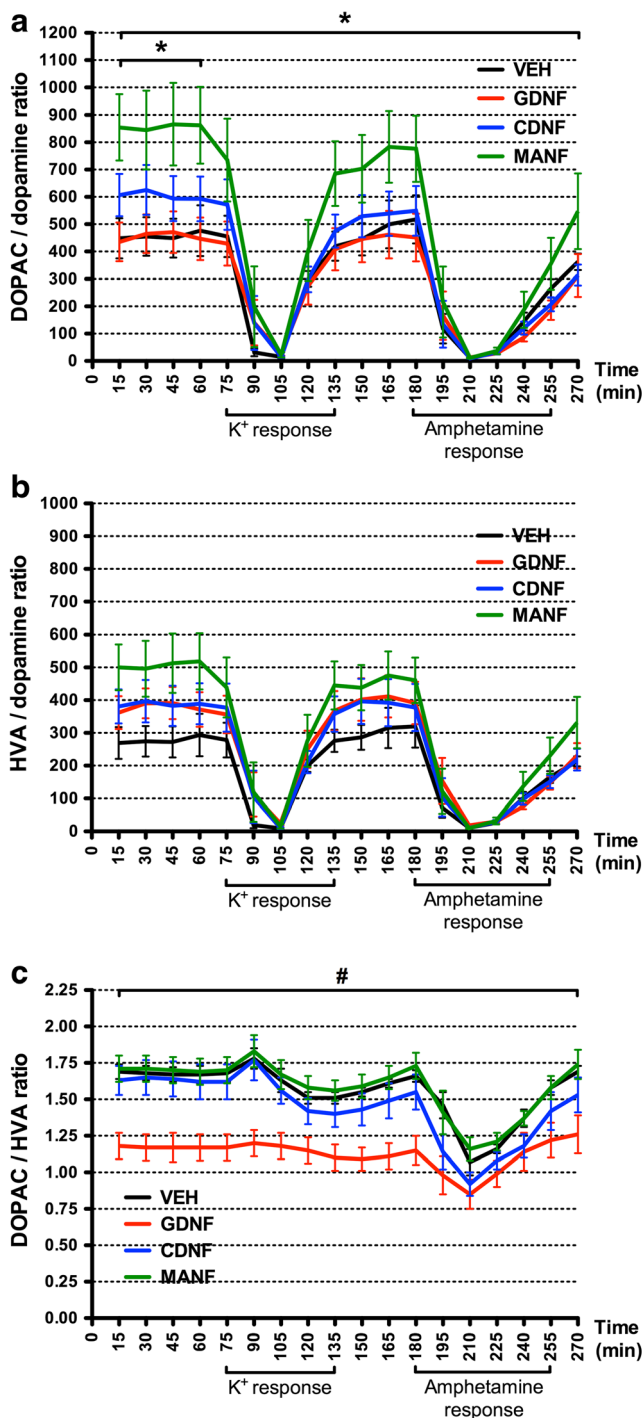 a
*
*
DOPAC / dopamine ratio
1200
1100
1000
900
800
700
600
500
400
300
200
100
0
VEH
GDNF
CDNF
MANF
0 15 30 45 60 75 90 105 120 135 150 165 180 195 210 225 240 255 270
Time
(min)
K+ response
Amphetamine
response
b
HVA / dopamine ratio
1000
900
800
700
600
500
400
300
200
100
0
VEH
GDNF
CDNF
MANF
0 15 30 45 60 75 90 105 120 135 150 165 180 195 210 225 240 255 270
Time
(min)
K+ response
Amphetamine
response
c
#
DOPAC / HVA ratio
2.25
2.00
1.75
1.50
1.25
1.00
0.75
0.50
0.25
0.00
VEH
GDNF
CDNF
MANF
0 15 30 45 60 75 90 105 120 135 150 165 180 195 210 225 240 255 270
Time
(min)
K+ response
Amphetamine
response